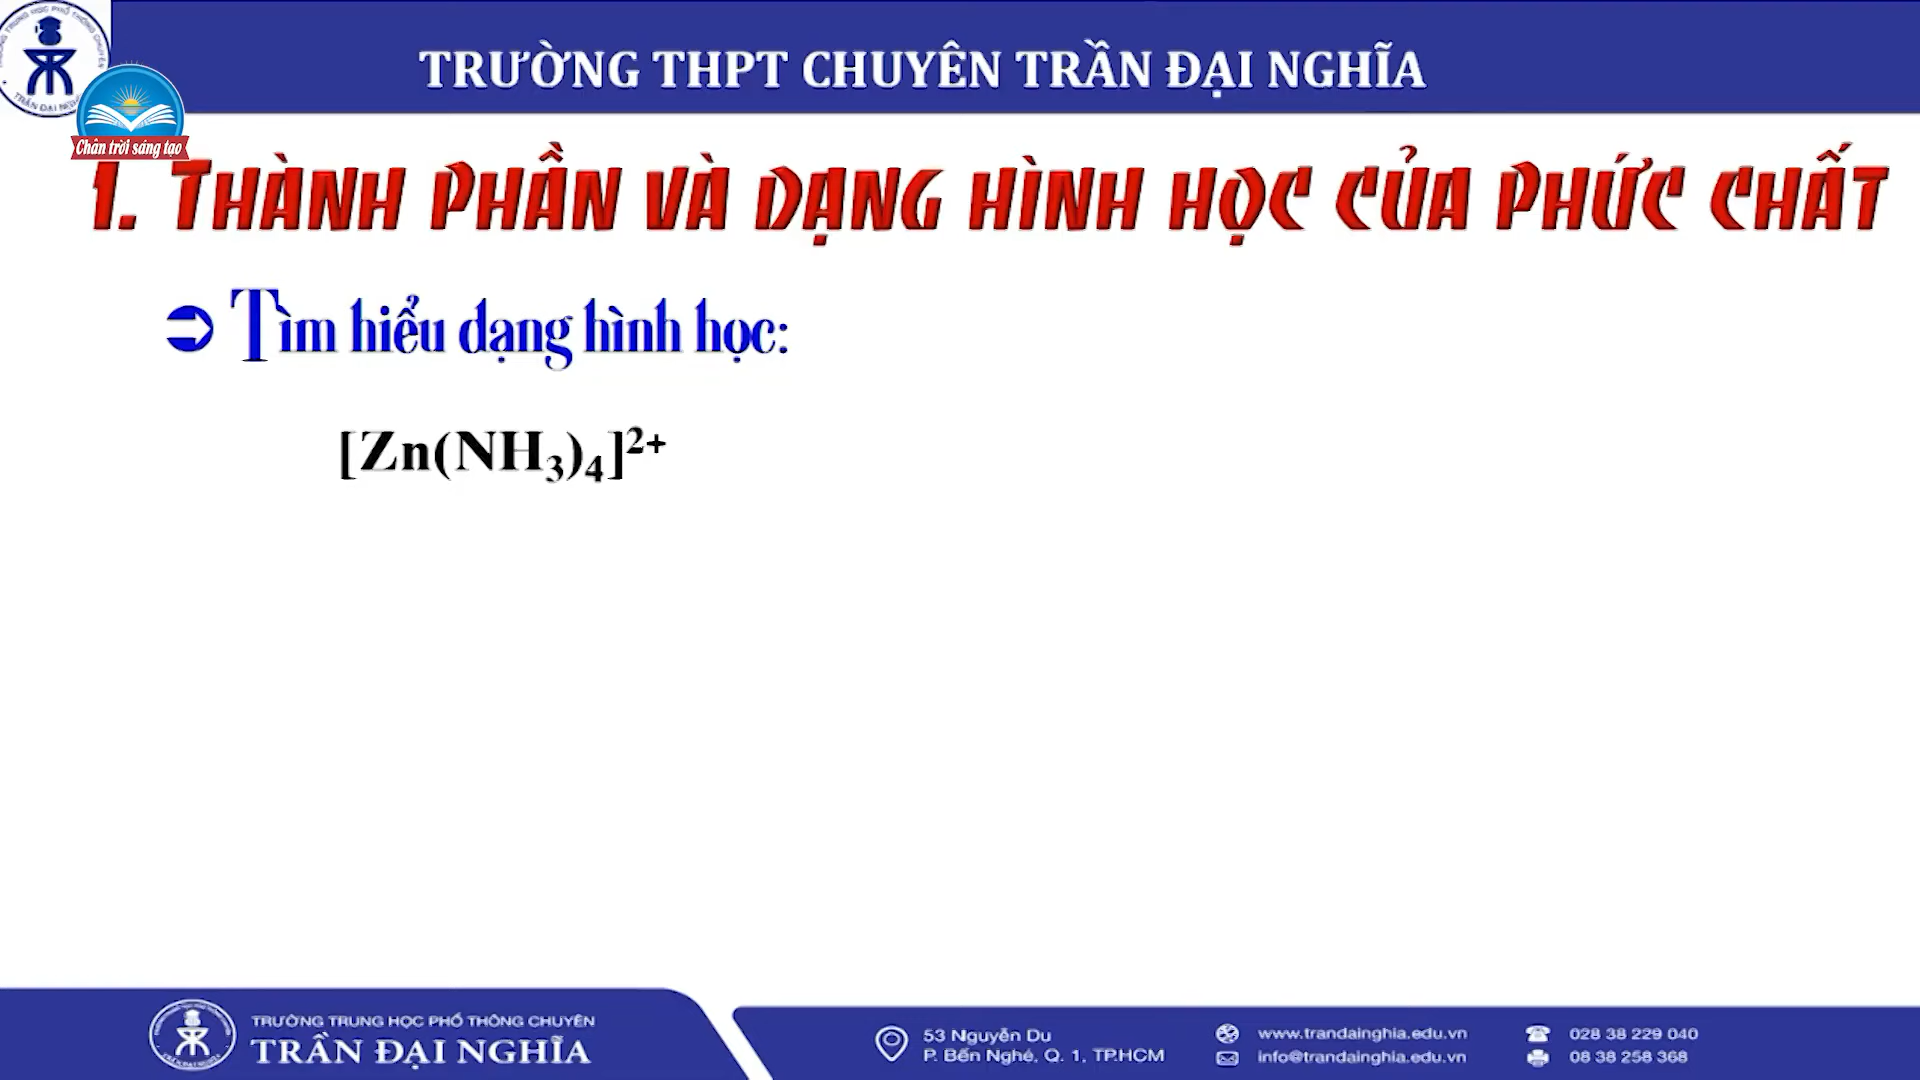 TRƯỜNG THPT CHUYÊN TRẦN ĐẠI NGHĨA
Chân trời sáng tạo
1. THÀNH PHẦN VÀ DẠNG HÌNH HỌC CỦA PHỨC CHẤT
➲ Tìm hiểu dạng hình học:
[Zn(NH₃)₄]²⁺
TRƯỜNG TRUNG HỌC PHỔ THÔNG CHUYÊN
TRẦN ĐẠI NGHĨA
53 Nguyễn Du
P. Bến Nghé, Q. 1, TP.HCM
www.trandainghia.edu.vn
info@trandainghia.edu.vn
028 38 229 040
08 38 258 368